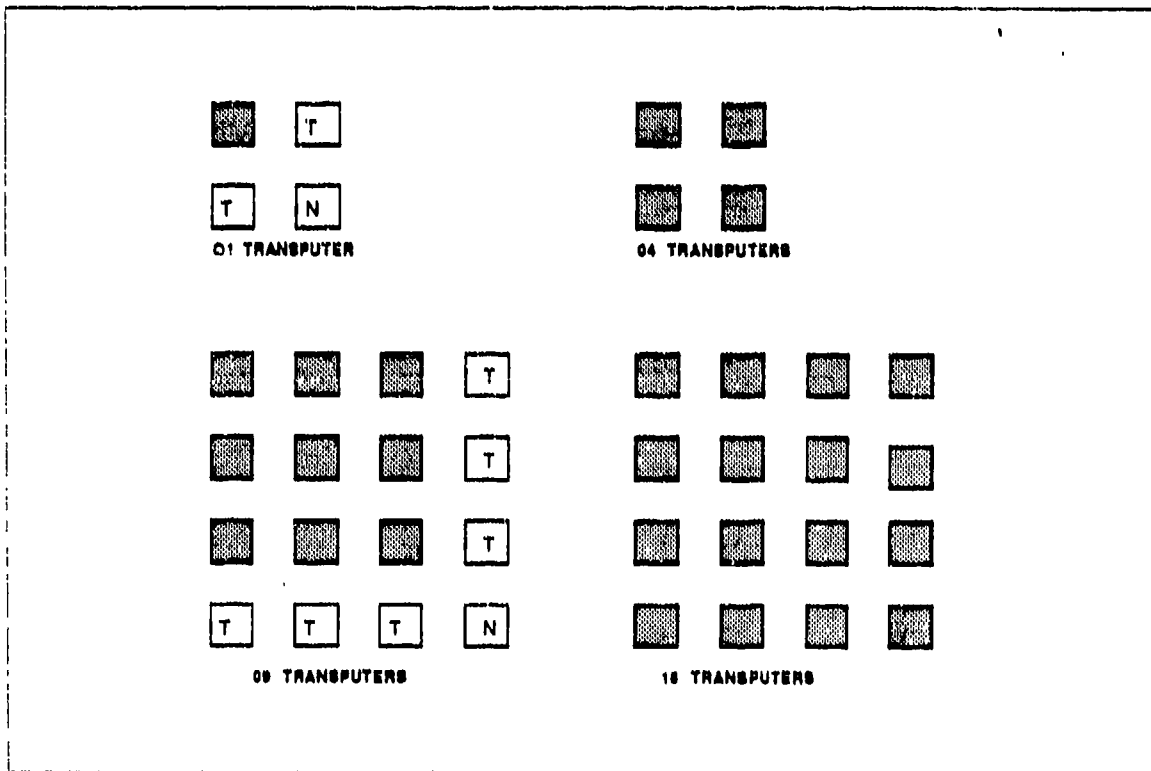 T
T N
01 TRANSPUTER
04 TRANSPUTERS
T
T
T
T T T N
09 TRANSPUTERS
16 TRANSPUTERS